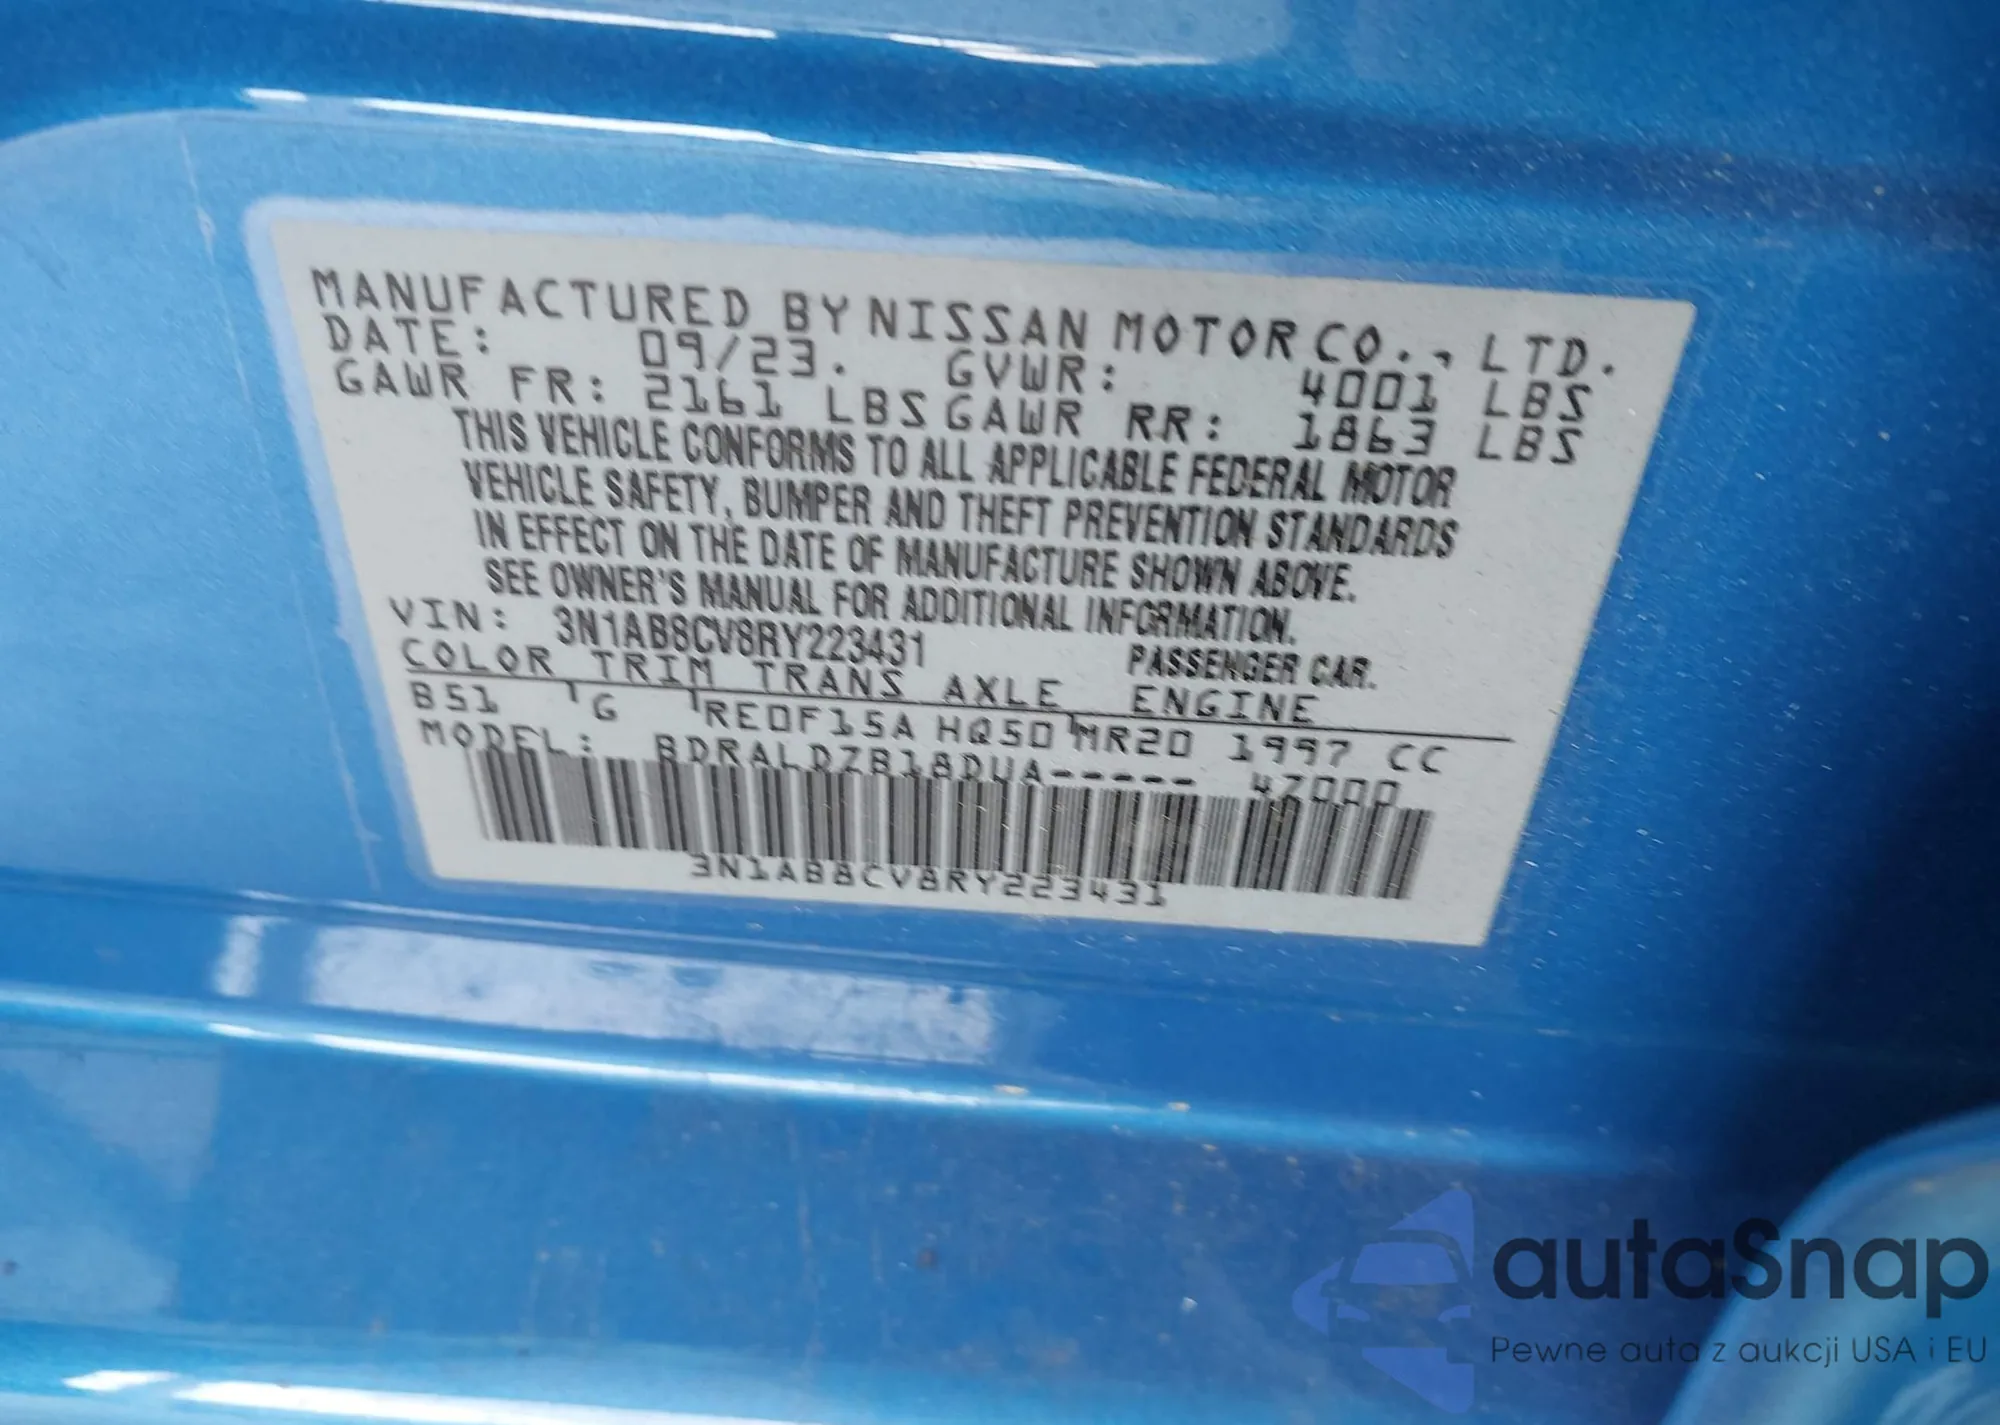 MANUFACTURED BY NISSAN MOTOR CO., LTD.
DATE: 09/23. GVWR: 4001 LBS
GAWR FR: 2161 LBS GAWR RR: 1863 LBS
THIS VEHICLE CONFORMS TO ALL APPLICABLE FEDERAL MOTOR
VEHICLE SAFETY, BUMPER AND THEFT PREVENTION STANDARDS
IN EFFECT ON THE DATE OF MANUFACTURE SHOWN ABOVE.
SEE OWNER'S MANUAL FOR ADDITIONAL INFORMATION.
VIN: 3N1AB8CV8RY223431 PASSENGER CAR.
COLOR TRIM TRANS AXLE ENGINE
B51 G RE0F15A HQ50 MR20 1997 CC
MODEL: BDRALDZB18DUA----- 4Z000
3N1AB8CV8RY223431
autaSnap
Pewne auta z aukcji USA i EU